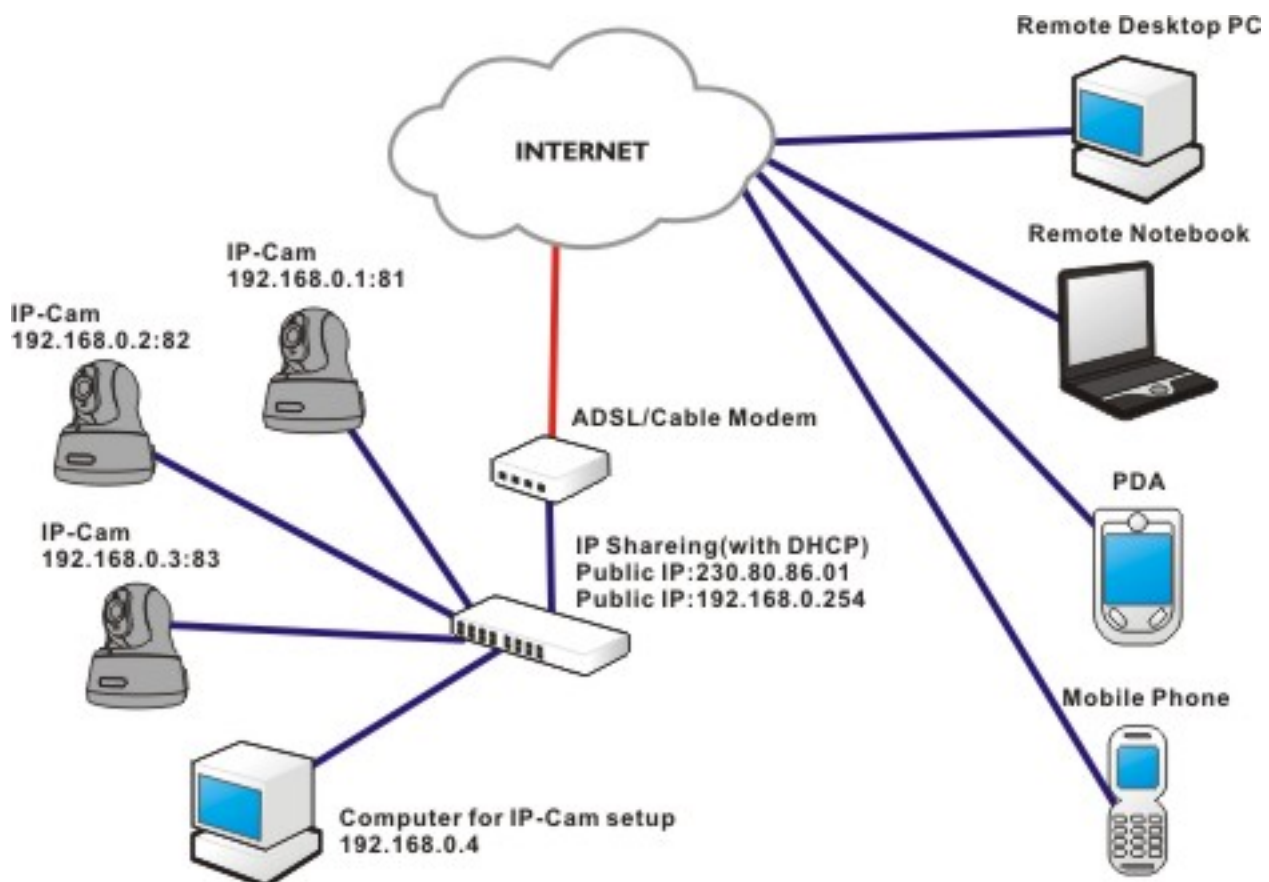 Remote Desktop PC
INTERNET
Remote Notebook
IP-Cam
192.168.0.1:81
IP-Cam
192.168.0.2:82
ADSL/Cable Modem
PDA
IP-Cam
192.168.0.3:83
IP Shareing(with DHCP)
Public IP:230.80.86.01
Public IP:192.168.0.254
Mobile Phone
Computer for IP-Cam setup
192.168.0.4